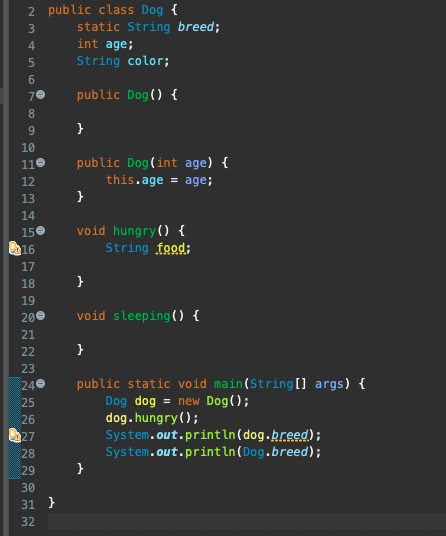 2 public class Dog {
3     static String breed;
4     int age;
5     String color;
6
7     public Dog() {
8
9     }
10
11     public Dog(int age) {
12         this.age = age;
13     }
14
15     void hungry() {
16         String food;
17
18     }
19
20     void sleeping() {
21
22     }
23
24     public static void main(String[] args) {
25         Dog dog = new Dog();
26         dog.hungry();
27         System.out.println(dog.breed);
28         System.out.println(Dog.breed);
29     }
30
31 }
32